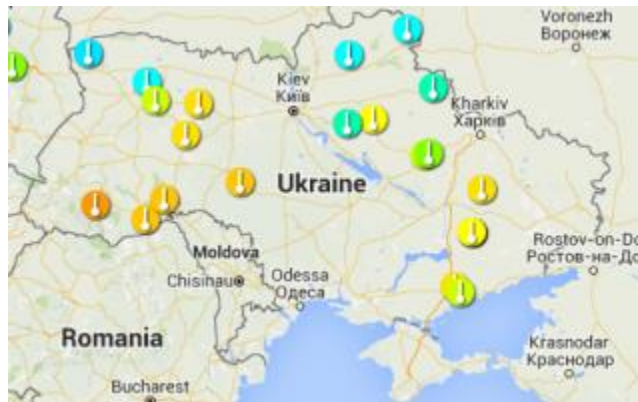 Voronezh
Воронеж
Kiev
Київ
Kharkiv
Харків
Ukraine
Moldova
Chisinau
Odessa
Одеса
Rostov-on-Do
Ростов-на-До
Romania
Krasnodar
Краснодар
Bucharest